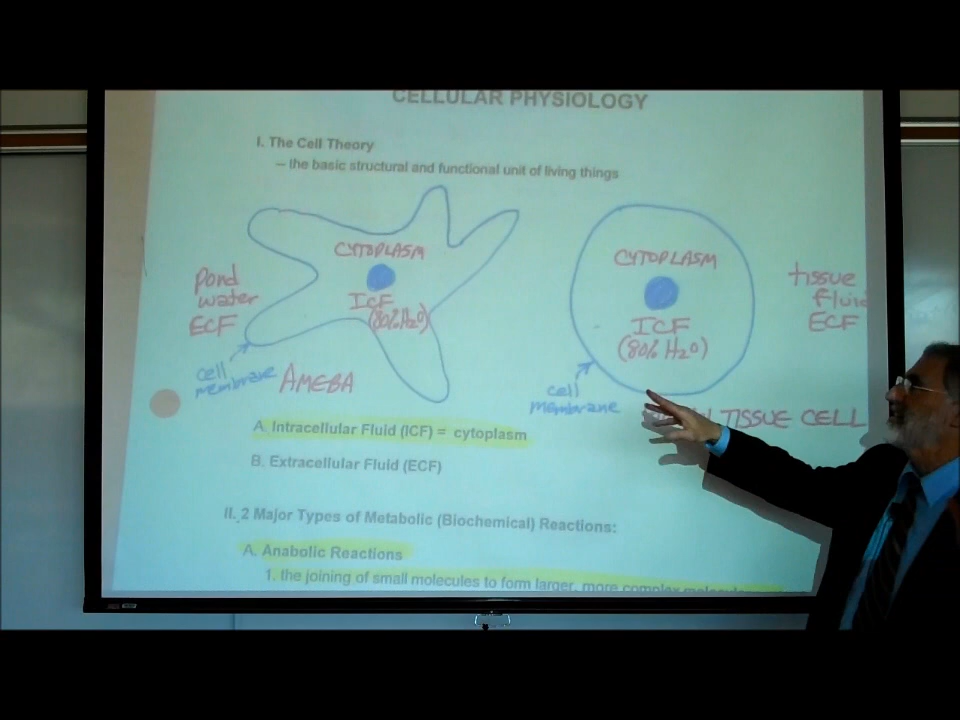 CELLULAR PHYSIOLOGY
I. The Cell Theory
– the basic structural and functional unit of living things
CYTOPLASM
ICF
(80% H₂O)
Pond
water
ECF
cell
membrane
AMEBA
CYTOPLASM
ICF
(80% H₂O)
tissue
fluid
ECF
cell
membrane
TISSUE CELL
A. Intracellular Fluid (ICF) = cytoplasm
B. Extracellular Fluid (ECF)
II. 2 Major Types of Metabolic (Biochemical) Reactions:
A. Anabolic Reactions
1. the joining of small molecules to form larger, more complex